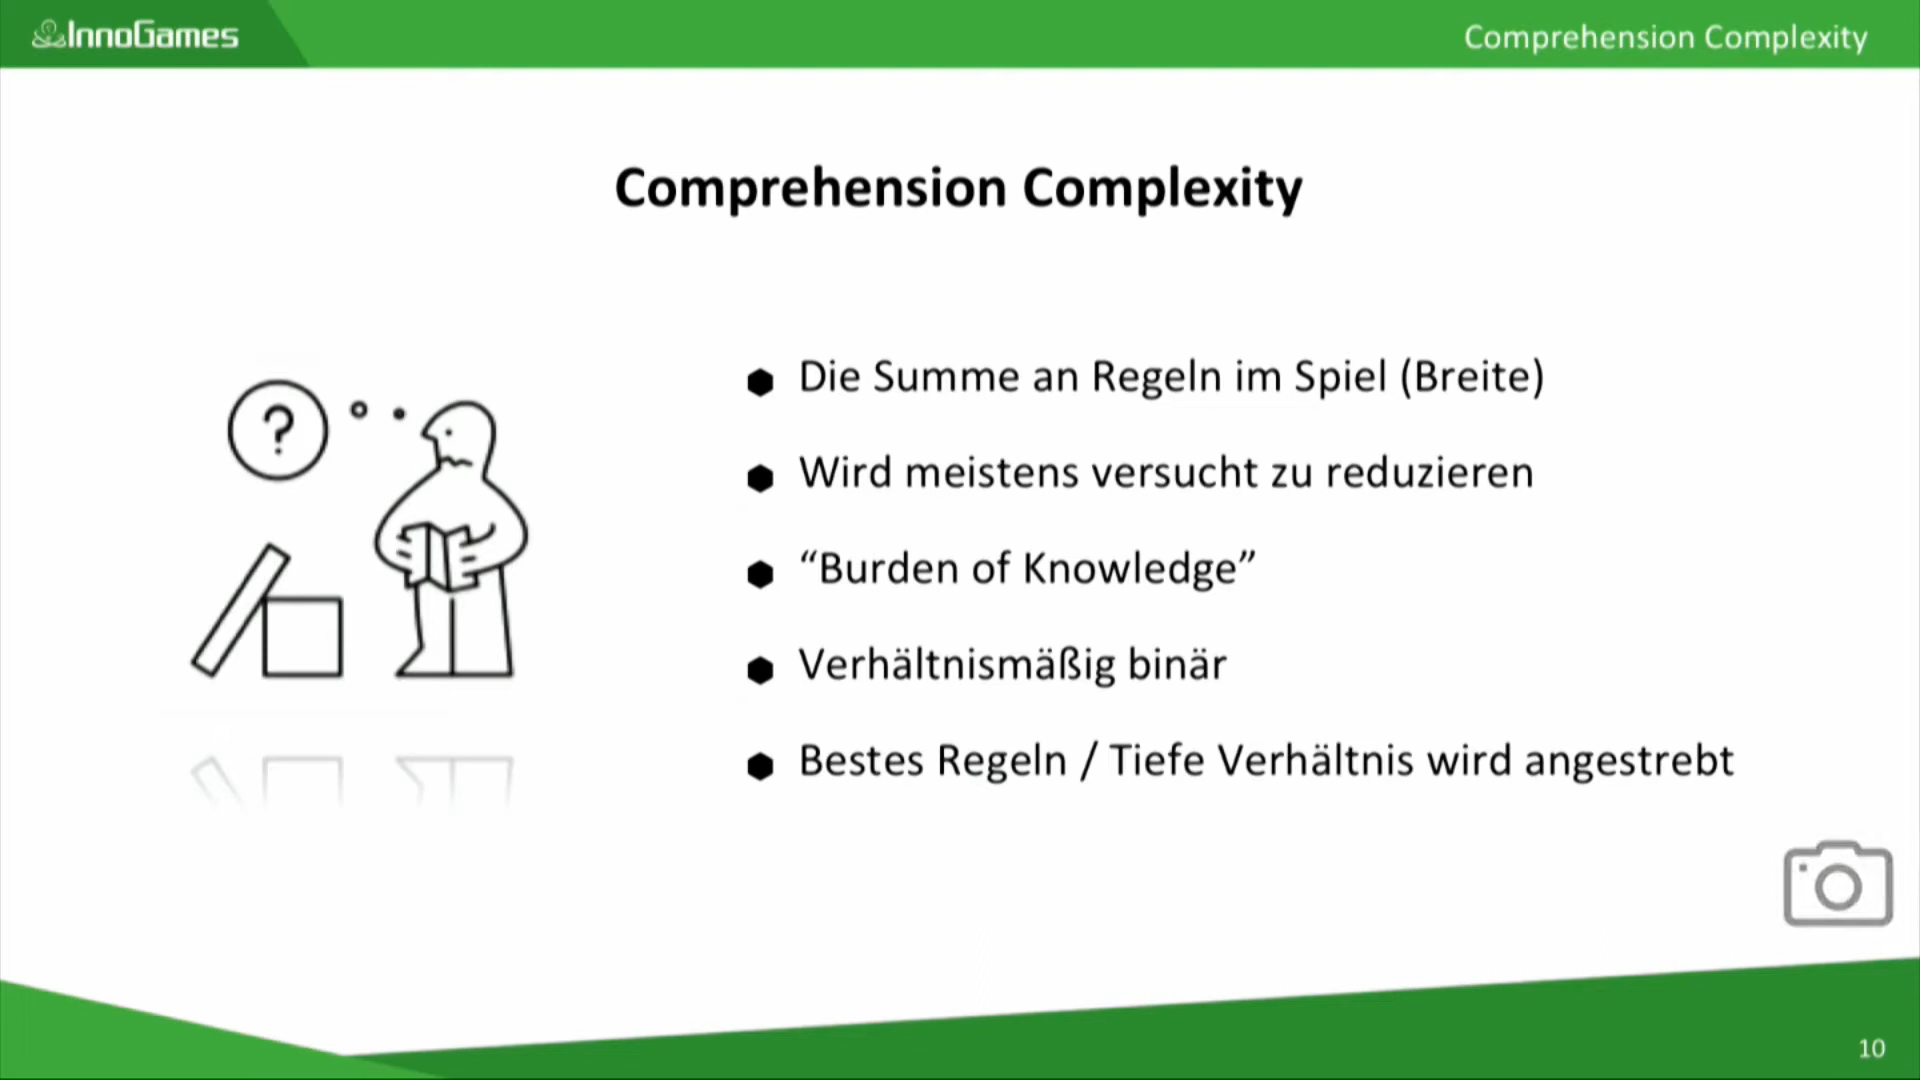 InnoGames
Comprehension Complexity
Comprehension Complexity
?
Die Summe an Regeln im Spiel (Breite)
Wird meistens versucht zu reduzieren
“Burden of Knowledge”
Verhältnismäßig binär
Bestes Regeln / Tiefe Verhältnis wird angestrebt
10